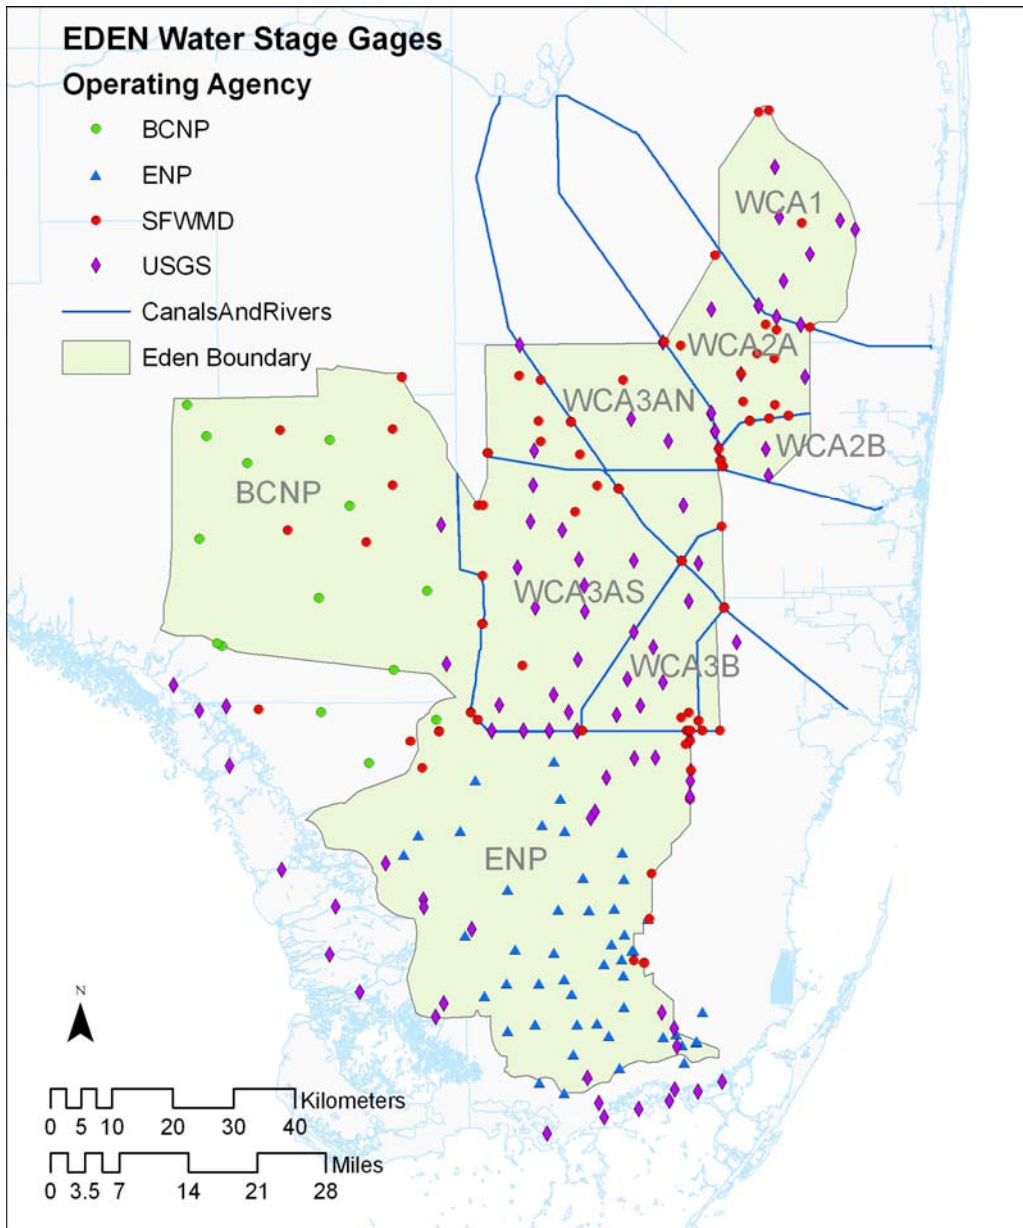 EDEN Water Stage Gages
Operating Agency
BCNP
ENP
SFWMD
USGS
CanalsAndRivers
Eden Boundary
WCA1
WCA2A
WCA3AN
WCA2B
BCNP
WCA3AS
WCA3B
ENP
N
Kilometers
0 5 10 20 30 40
Miles
0 3.5 7 14 21 28